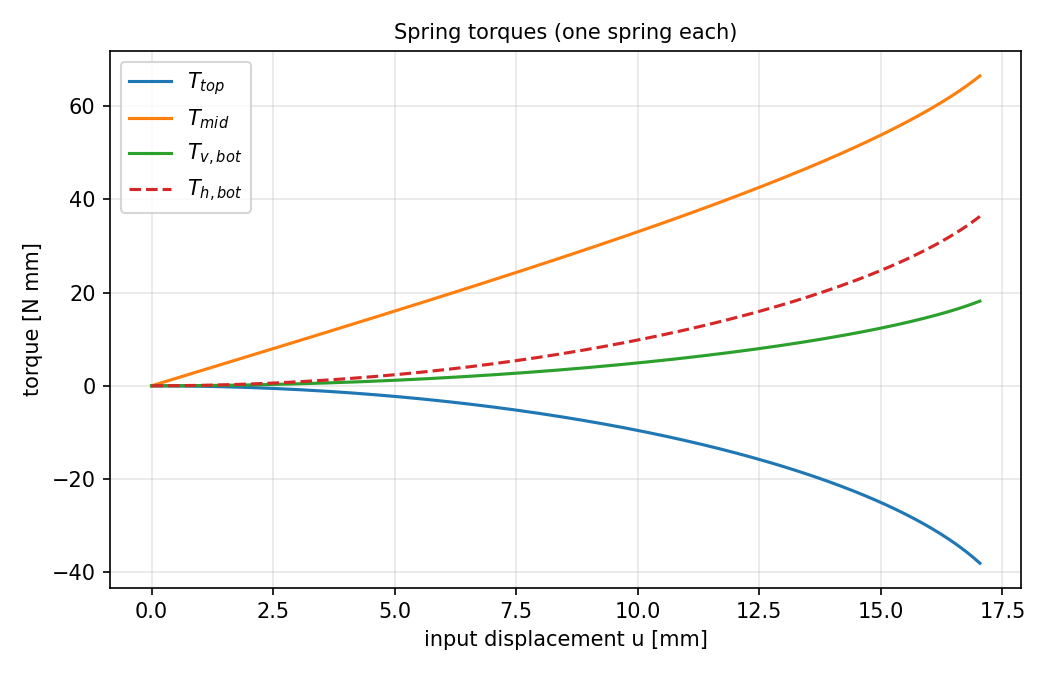 Spring torques (one spring each)
T_top
T_mid
T_v,bot
T_h,bot
torque [N mm]
60
40
20
0
−20
−40
0.0 2.5 5.0 7.5 10.0 12.5 15.0 17.5
input displacement u [mm]